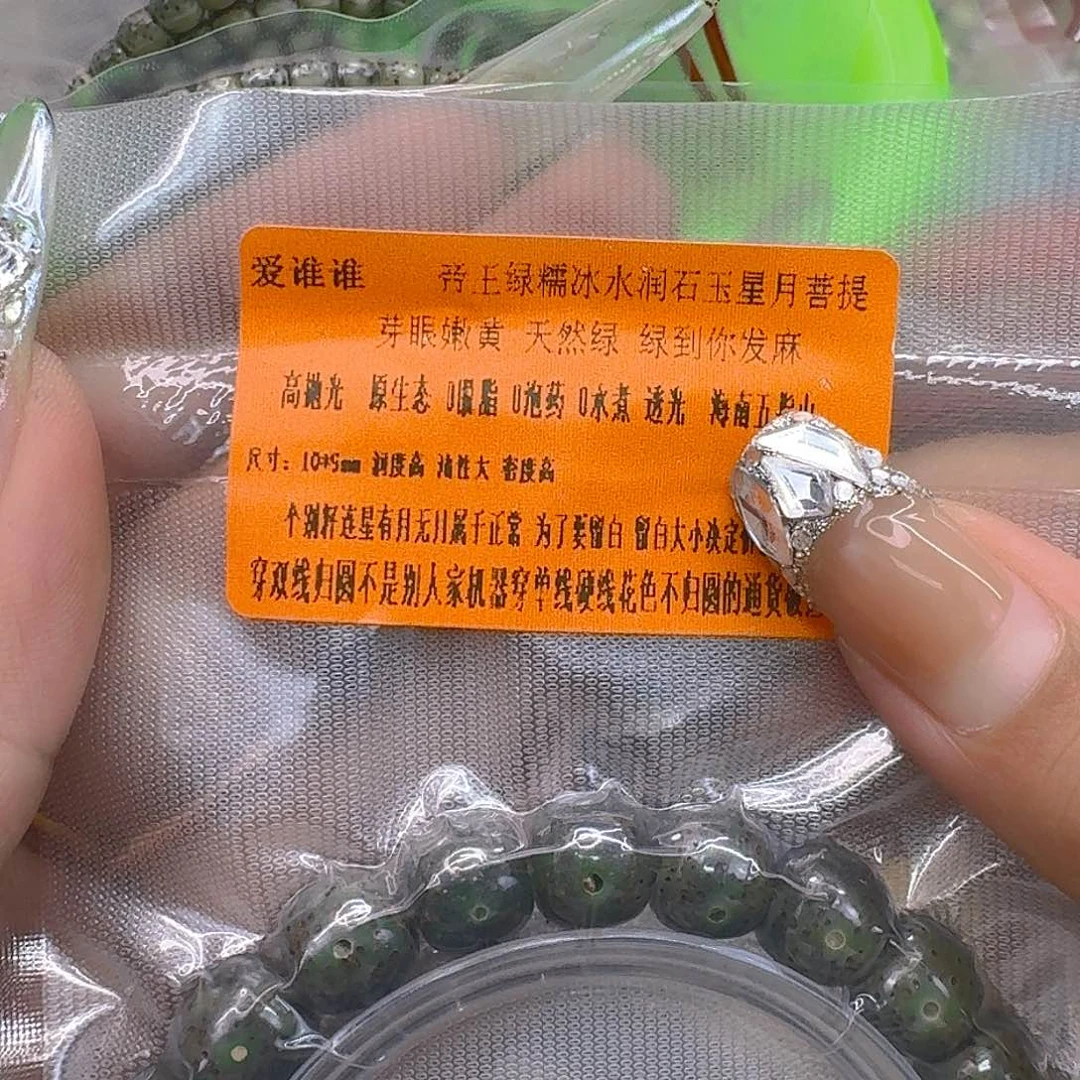 爱谁谁 帝王绿糯冰水润石玉星月菩提
芽眼嫩黄 天然绿 绿到你发麻
高抛光 原生态 0脂 0泡药 0水煮 透光 海南五指山
尺寸：10*5mm 润度高 油性大 密度高
个别籽连星有月无月属于正常 为了要留白 留白大小决定
穿双线归圆不是别人家机器穿单线硬线花色不归圆的通货